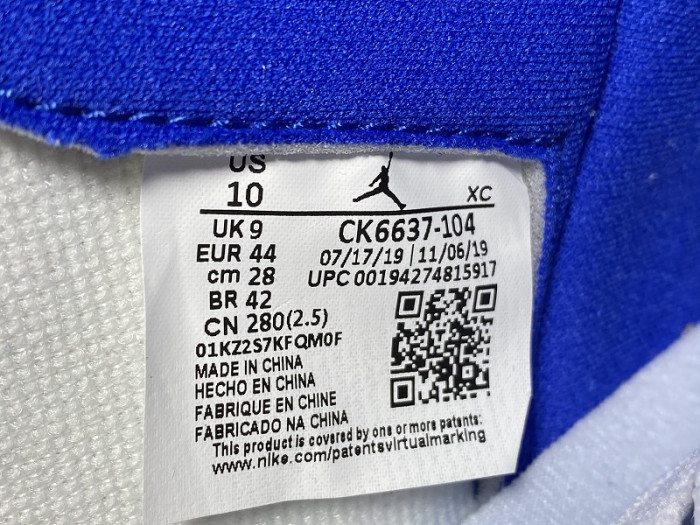 US
10
XC
UK 9
CK6637-104
EUR 44
07/17/19 | 11/06/19
cm 28
UPC 00194274815917
BR 42
CN 280(2.5)
01KZ2S7KFQM0F
MADE IN CHINA
HECHO EN CHINA
FABRIQUE EN CHINE
FABRICADO NA CHINA
This product is covered by one or more patents:
www.nike.com/patentsvirtualmarking